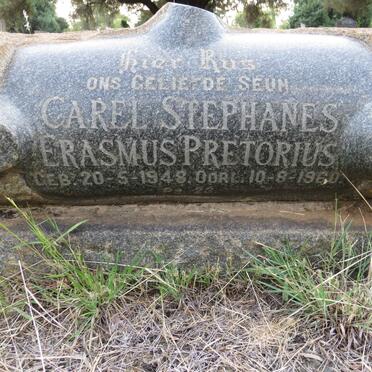 Hier Rus
ONS GELIEFDE SEUN
CAREL STEPHANES
ERASMUS PRETORIUS
GEB. 20-5-1948 OORL. 10-8-1960